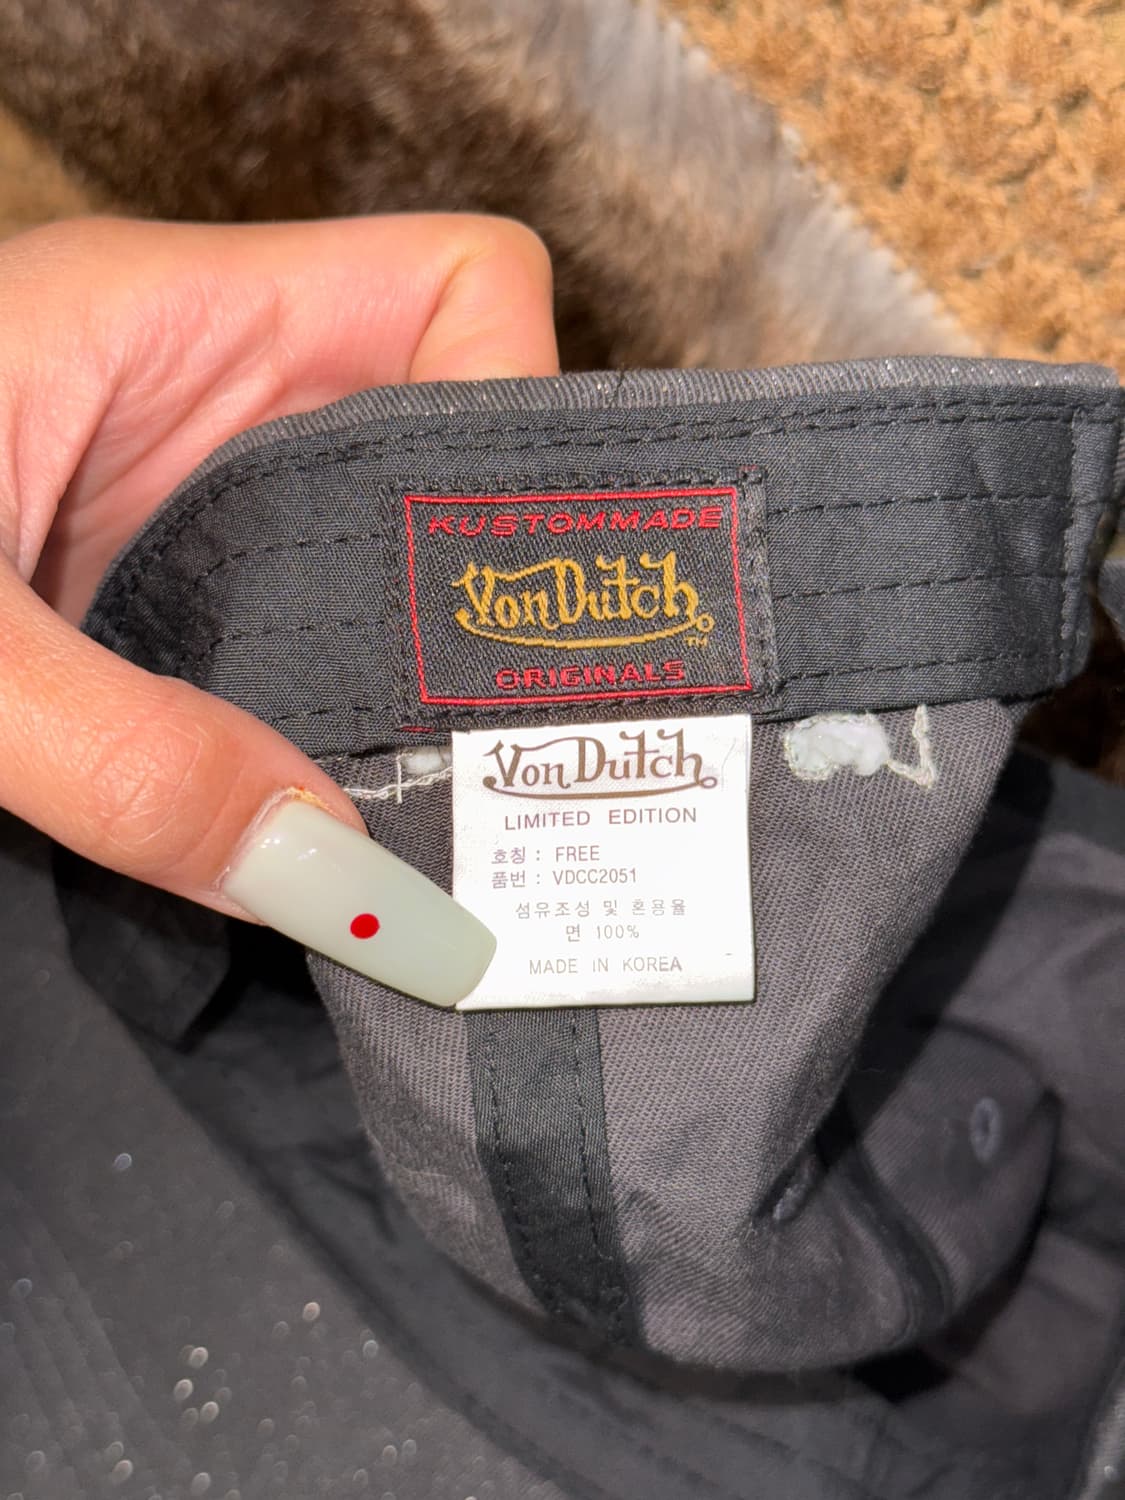 KUSTOMMADE
Von Dutch
TM
ORIGINALS
Von Dutch
LIMITED EDITION
호칭 : FREE
품번 : VDCC2051
섬유조성 및 혼용율
면 100%
MADE IN KOREA